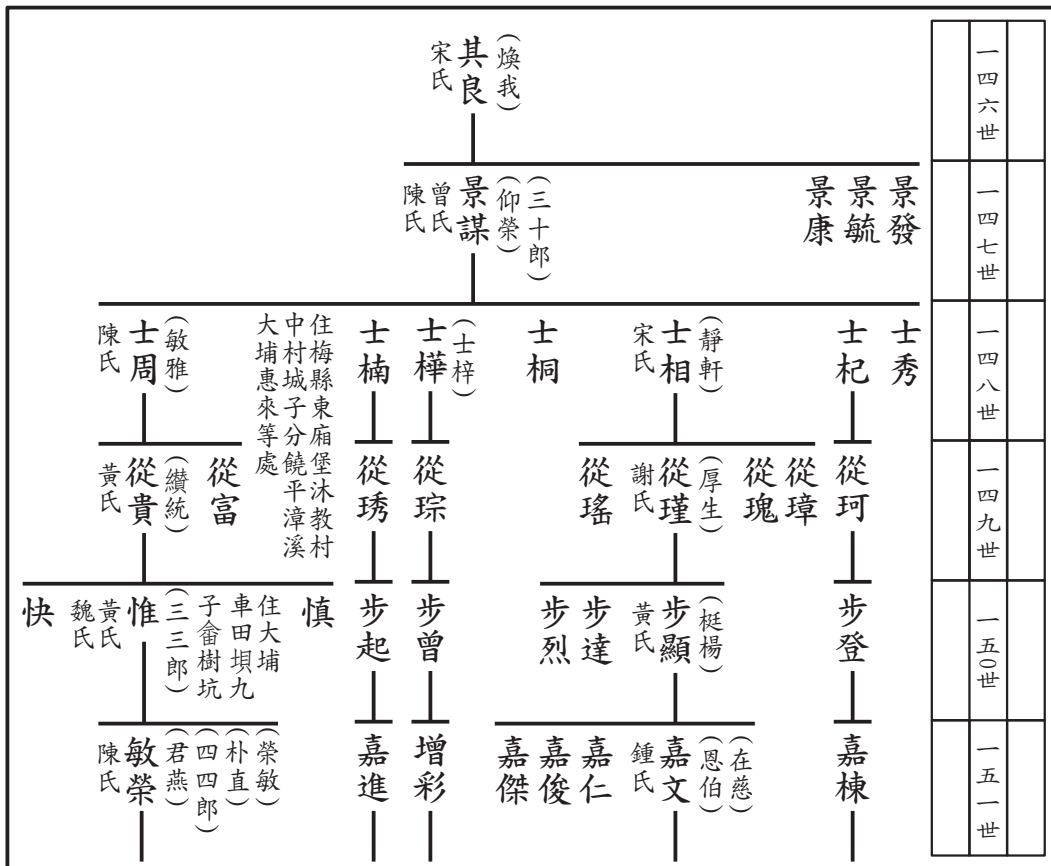 一四六世
一四七世
一四八世
一四九世
一五0世
一五一世
(煥我)
其良
宋氏
景發
景毓
景康
(三十郎)
(仰榮)
景謀
曾氏
陳氏
士秀
士杞
(靜軒)
士相
宋氏
士桐
(士梓)
士樺
士楠
住梅縣東廂堡沐教村
中村城子分饒平漳溪
大埔惠來等處
(敏雅)
士周
陳氏
從珂
從璋
從瑰
(厚生)
從瑾
謝氏
從瑤
從琮
從琇
從富
(纘統)
從貴
黃氏
步登
(梃楊)
步顯
黃氏
步達
步烈
步曾
步起
慎
住大埔
車田垻九
子畲樹坑
(三三郎)
惟
黃氏
魏氏
快
嘉棟
(在慈)
(恩伯)
嘉文
鍾氏
嘉仁
嘉俊
嘉傑
增彩
嘉進
(榮敏)
(朴直)
(四四郎)
(君燕)
敏榮
陳氏